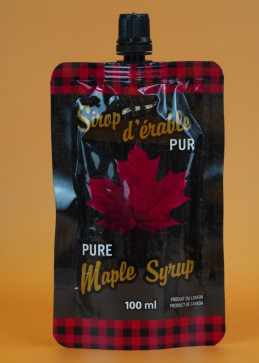 Sirop
d'érable
PUR
PURE
Maple Syrup
100 ml
PRODUIT DU CANADA
PRODUCT OF CANADA